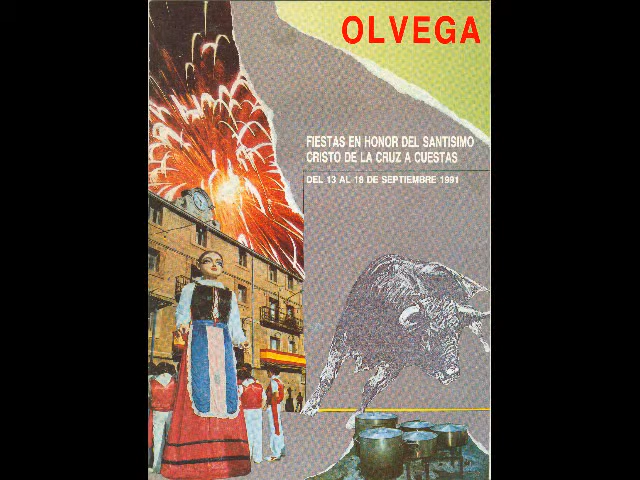 OLVEGA
FIESTAS EN HONOR DEL SANTISIMO
CRISTO DE LA CRUZ A CUESTAS
DEL 13 AL 18 DE SEPTIEMBRE 1991